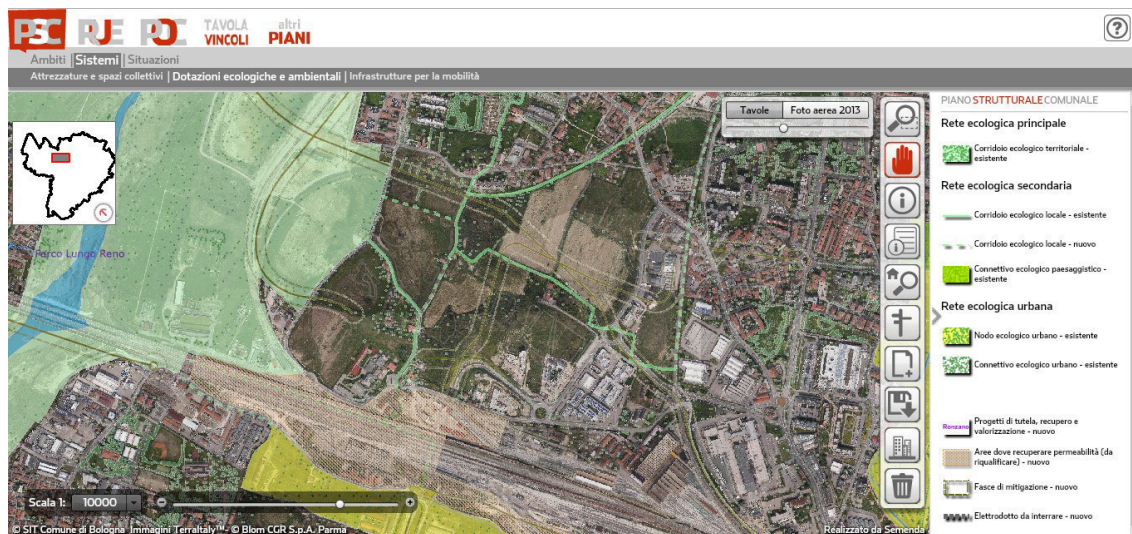 PSC RUE POC TAVOLA VINCOLI altri PIANI
?
Ambiti | Sistemi | Situazioni
Attrezzature e spazi collettivi | Dotazioni ecologiche e ambientali | Infrastrutture per la mobilità
Tavole Foto aerea 2013
Parco Lungo Reno
Scala 1: 10000
© SIT Comune di Bologna Immagini TerraItaly™ - © Blom CGR S.p.A. Parma
Realizzato da Semenda
PIANO STRUTTURALE COMUNALE
Rete ecologica principale
Corridoio ecologico territoriale -
esistente
Rete ecologica secondaria
Corridoio ecologico locale - esistente
Corridoio ecologico locale - nuovo
Connettivo ecologico paesaggistico -
esistente
Rete ecologica urbana
Nodo ecologico urbano - esistente
Connettivo ecologico urbano - esistente
Ronzano
Progetti di tutela, recupero e
valorizzazione - nuovo
Aree dove recuperare permeabilità (da
riqualificare) - nuovo
Fasce di mitigazione - nuovo
Elettrodotto da interrare - nuovo